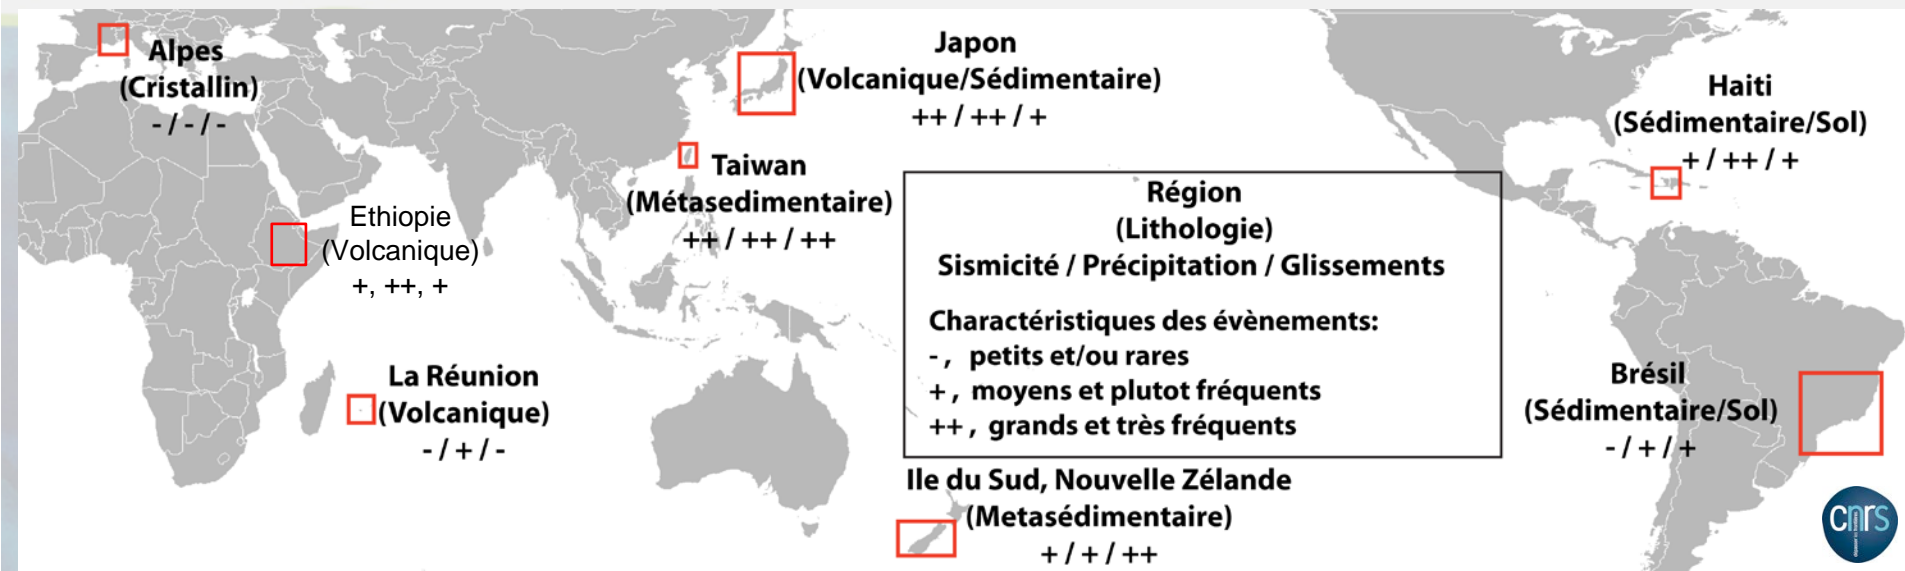 Alpes
(Cristallin)
- / - / -
Japon
(Volcanique/Sédimentaire)
++ / ++ / +
Haiti
(Sédimentaire/Sol)
+ / ++ / +
Taiwan
(Métasedimentaire)
++ / ++ / ++
Ethiopie
(Volcanique)
+, ++, +
Région
(Lithologie)
Sismicité / Précipitation / Glissements
Charactéristiques des évènements:
- , petits et/ou rares
+ , moyens et plutot fréquents
++ , grands et très fréquents
La Réunion
(Volcanique)
- / + / -
Brésil
(Sédimentaire/Sol)
- / + / +
Ile du Sud, Nouvelle Zélande
(Metasédimentaire)
+ / + / ++
cnrs